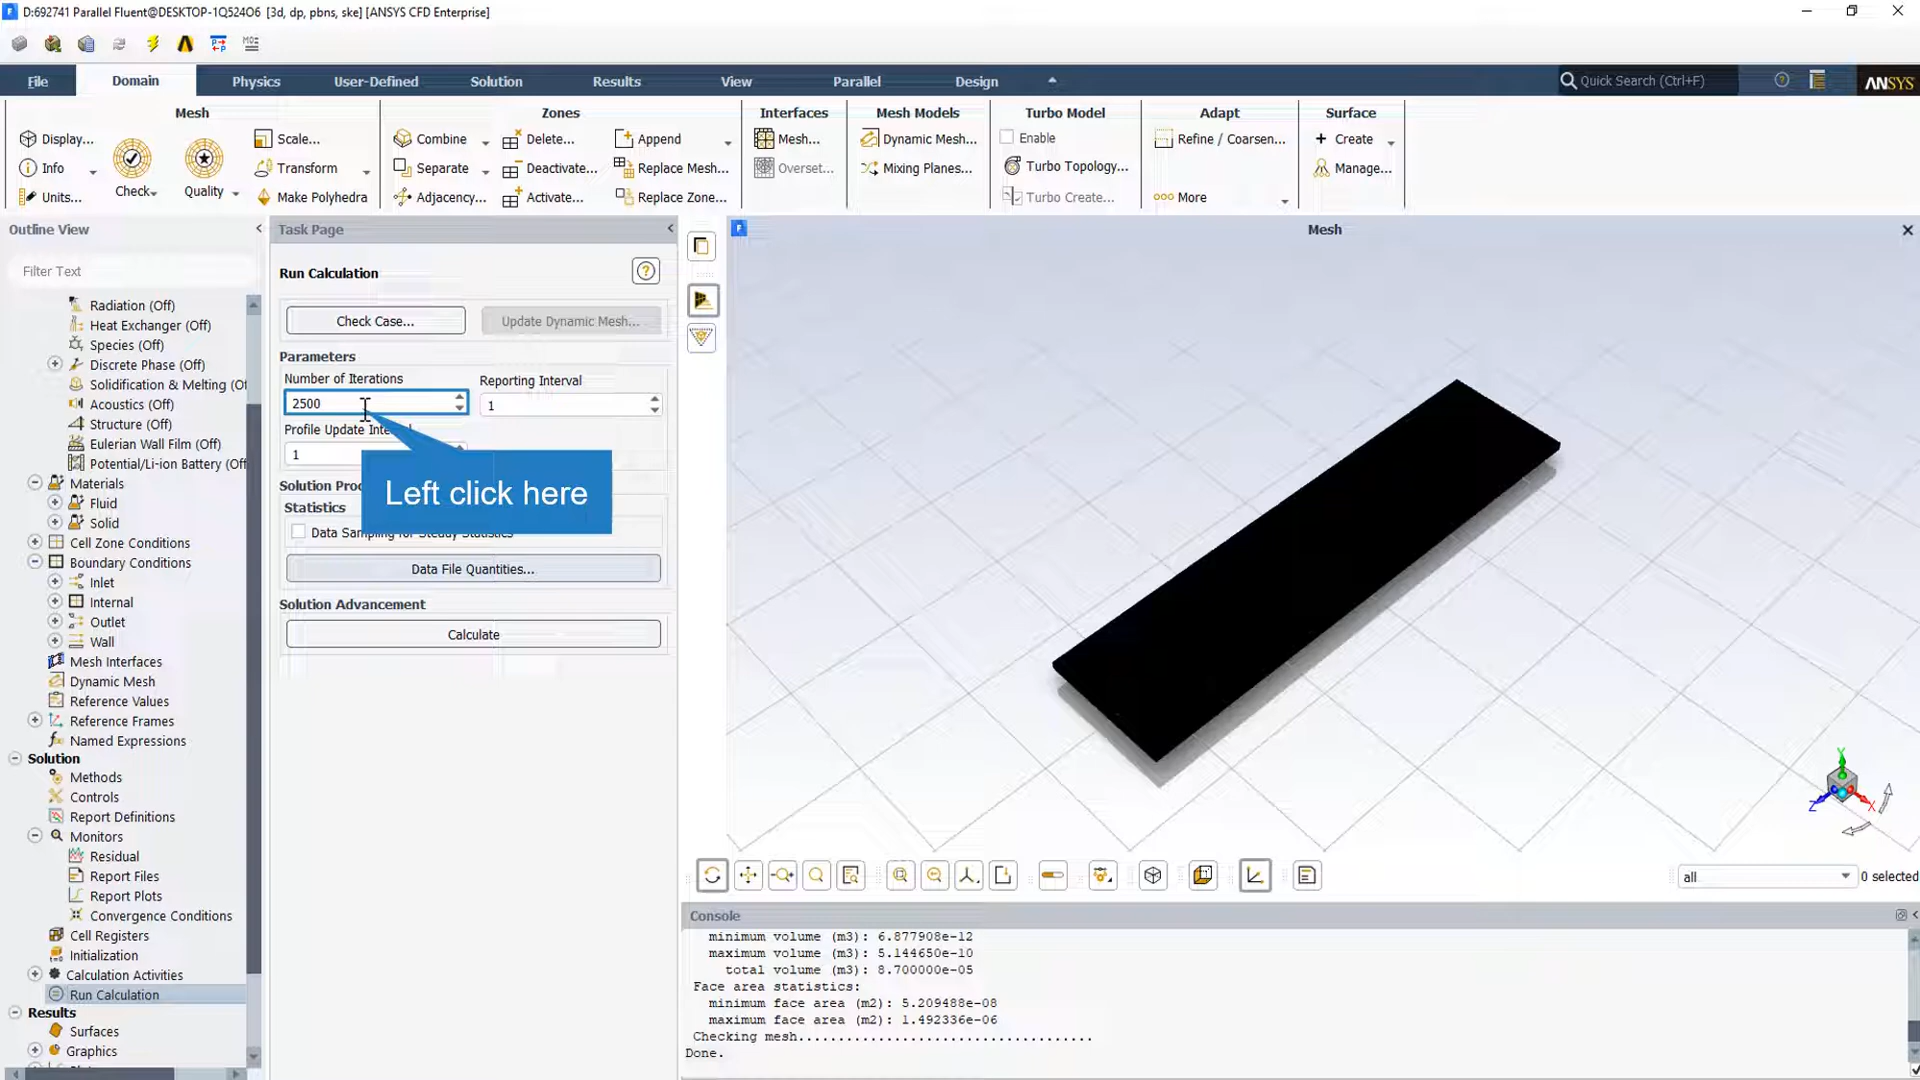 D:692741 Parallel Fluent@DESKTOP-1Q524O6 [3d, dp, pbns, ske] [ANSYS CFD Enterprise]
File Domain Physics User-Defined Solution Results View Parallel Design Quick Search (Ctrl+F) ANSYS
Mesh Zones Interfaces Mesh Models Turbo Model Adapt Surface
Display... Scale... Combine Delete... Append Mesh... Dynamic Mesh... Enable Refine / Coarsen... Create
Info Check Quality Transform Separate Deactivate... Replace Mesh... Overset... Mixing Planes... Turbo Topology... Manage...
Units... Make Polyhedra Adjacency... Activate... Replace Zone... Turbo Create... More
Outline View
Filter Text
Radiation (Off)
Heat Exchanger (Off)
Species (Off)
Discrete Phase (Off)
Solidification & Melting (Of
Acoustics (Off)
Structure (Off)
Eulerian Wall Film (Off)
Potential/Li-ion Battery (Off
Materials
Fluid
Solid
Cell Zone Conditions
Boundary Conditions
Inlet
Internal
Outlet
Wall
Mesh Interfaces
Dynamic Mesh
Reference Values
Reference Frames
Named Expressions
Solution
Methods
Controls
Report Definitions
Monitors
Residual
Report Files
Report Plots
Convergence Conditions
Cell Registers
Initialization
Calculation Activities
Run Calculation
Results
Surfaces
Graphics
Task Page
Run Calculation
Check Case... Update Dynamic Mesh...
Parameters
Number of Iterations Reporting Interval
2500 1
Profile Update
1
Left click here
Solution
Statistics
Data Sampling for Steady Statistics
Data File Quantities...
Solution Advancement
Calculate
Mesh
Y
Z X
all 0 selected
Console
minimum volume (m3): 6.877908e-12
maximum volume (m3): 5.144650e-10
total volume (m3): 8.700000e-05
Face area statistics:
minimum face area (m2): 5.209488e-08
maximum face area (m2): 1.492336e-06
Checking mesh.....................................
Done.